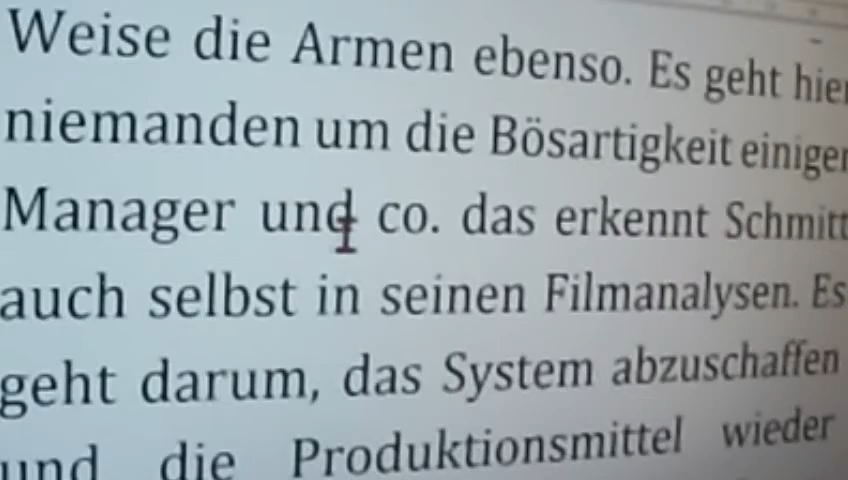 Weise die Armen ebenso. Es geht hier
niemanden um die Bösartigkeit einiger
Manager und co. das erkennt Schmitt
auch selbst in seinen Filmanalysen. Es
geht darum, das System abzuschaffen
und die Produktionsmittel wieder